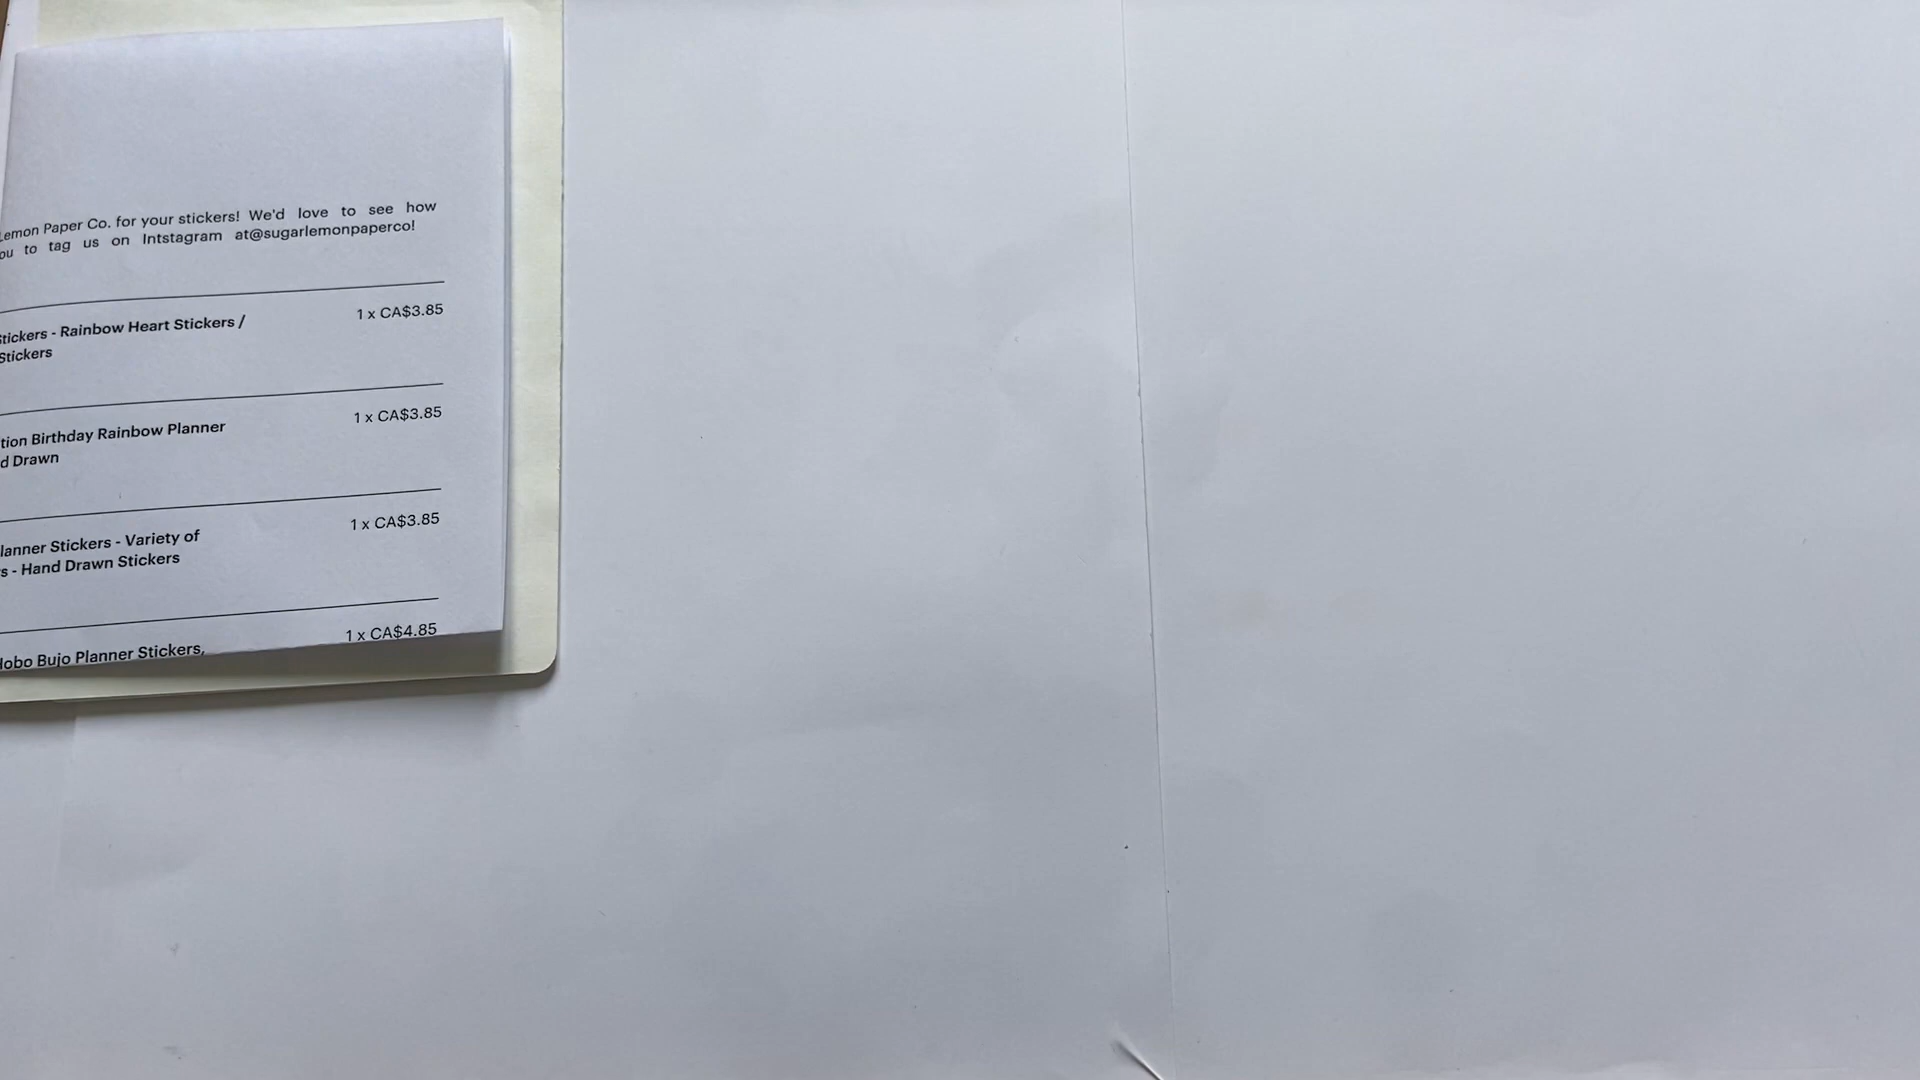 Lemon Paper Co. for your stickers! We'd love to see how
ou to tag us on Intstagram at@sugarlemonpaperco!
Stickers - Rainbow Heart Stickers /
1 x CA$3.85
Stickers
tion Birthday Rainbow Planner
1 x CA$3.85
d Drawn
lanner Stickers - Variety of
1 x CA$3.85
s - Hand Drawn Stickers
Hobo Bujo Planner Stickers,
1 x CA$4.85